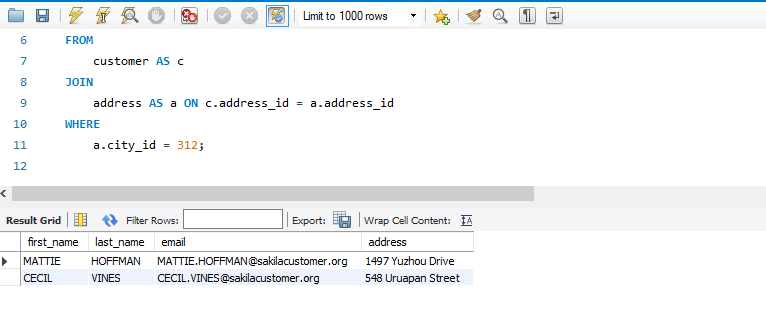 Limit to 1000 rows
6 FROM
7 customer AS c
8 JOIN
9 address AS a ON c.address_id = a.address_id
10 WHERE
11 a.city_id = 312;
12
Result Grid Filter Rows: Export: Wrap Cell Content: IA
first_name last_name email address
MATTIE HOFFMAN MATTIE.HOFFMAN@sakilacustomer.org 1497 Yuzhou Drive
CECIL VINES CECIL.VINES@sakilacustomer.org 548 Uruapan Street